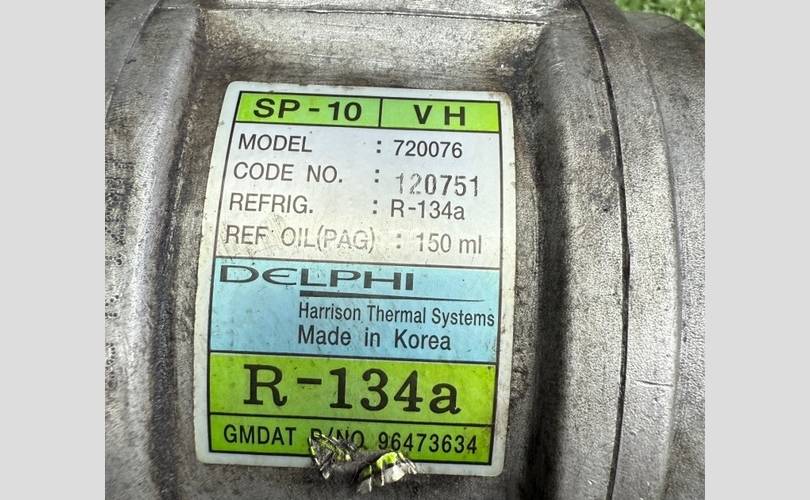 SP-10 VH
MODEL : 720076
CODE NO. : 120751
REFRIG. : R-134a
REF OIL(PAG) : 150 ml
DELPHI
Harrison Thermal Systems
Made in Korea
R-134a
GMDAT P/NO 96473634